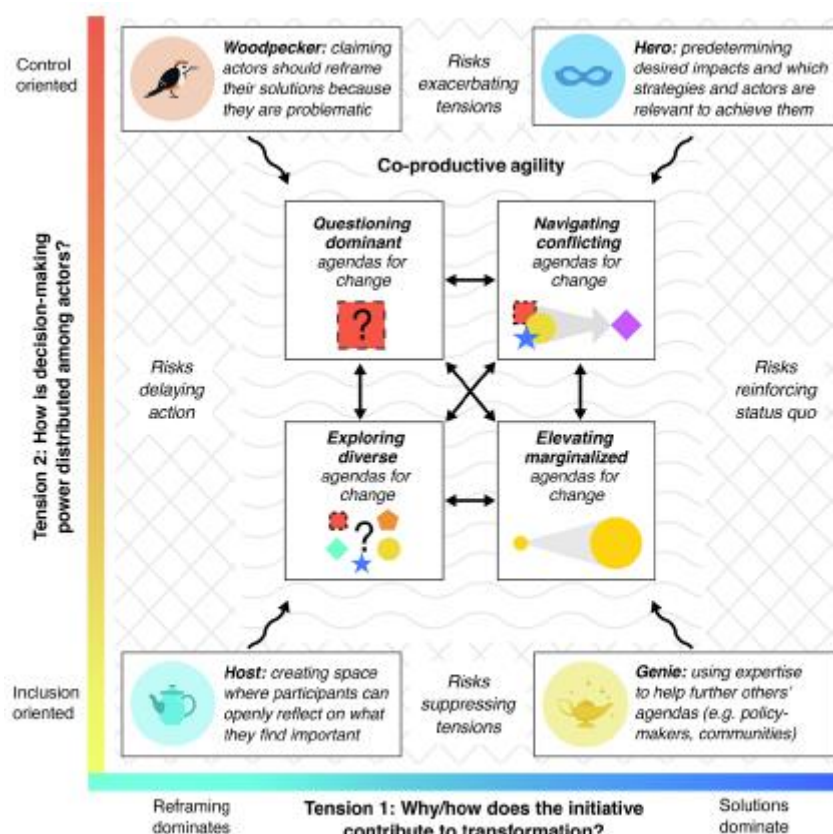 Control
oriented
Woodpecker: claiming
actors should reframe
their solutions because
they are problematic
Risks
exacerbating
tensions
Hero: predetermining
desired impacts and which
strategies and actors are
relevant to achieve them
Co-productive agility
Questioning
dominant
agendas for
change
?
Navigating
conflicting
agendas for
change
Tension 2: How is decision-making
power distributed among actors?
Risks
delaying
action
Risks
reinforcing
status quo
Exploring
diverse
agendas for
change
?
Elevating
marginalized
agendas for
change
Inclusion
oriented
Host: creating space
where participants can
openly reflect on what
they find important
Risks
suppressing
tensions
Genie: using expertise
to help further others'
agendas (e.g. policy-
makers, communities)
Reframing
dominates
Tension 1: Why/how does the initiative
contribute to transformation?
Solutions
dominate